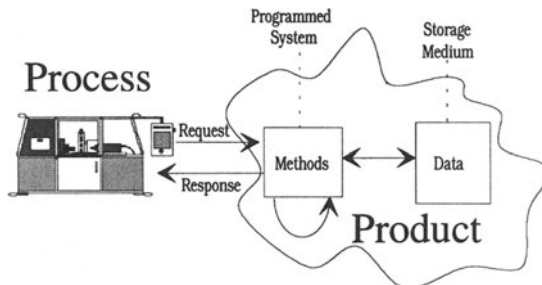 Programmed
System
Storage
Medium
Process
Request
Response
Methods
Data
Product